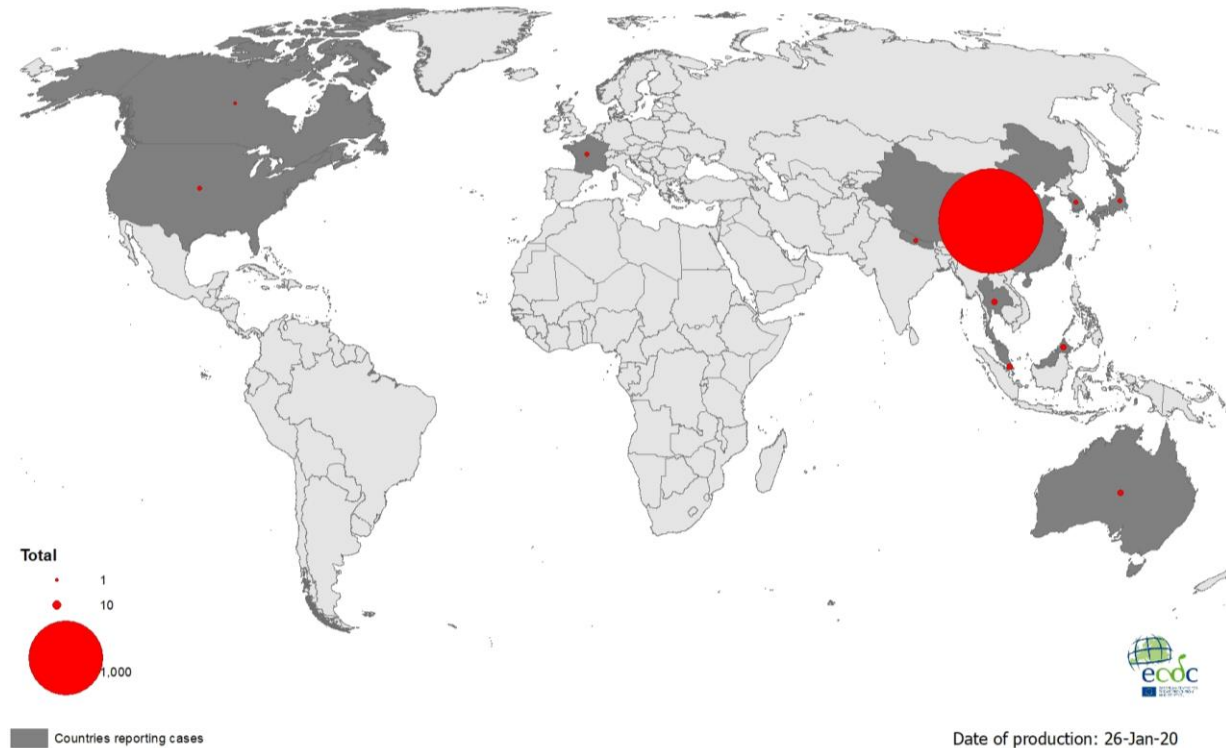 Total
1
10
1,000
Countries reporting cases
ecdc
Date of production: 26-Jan-20